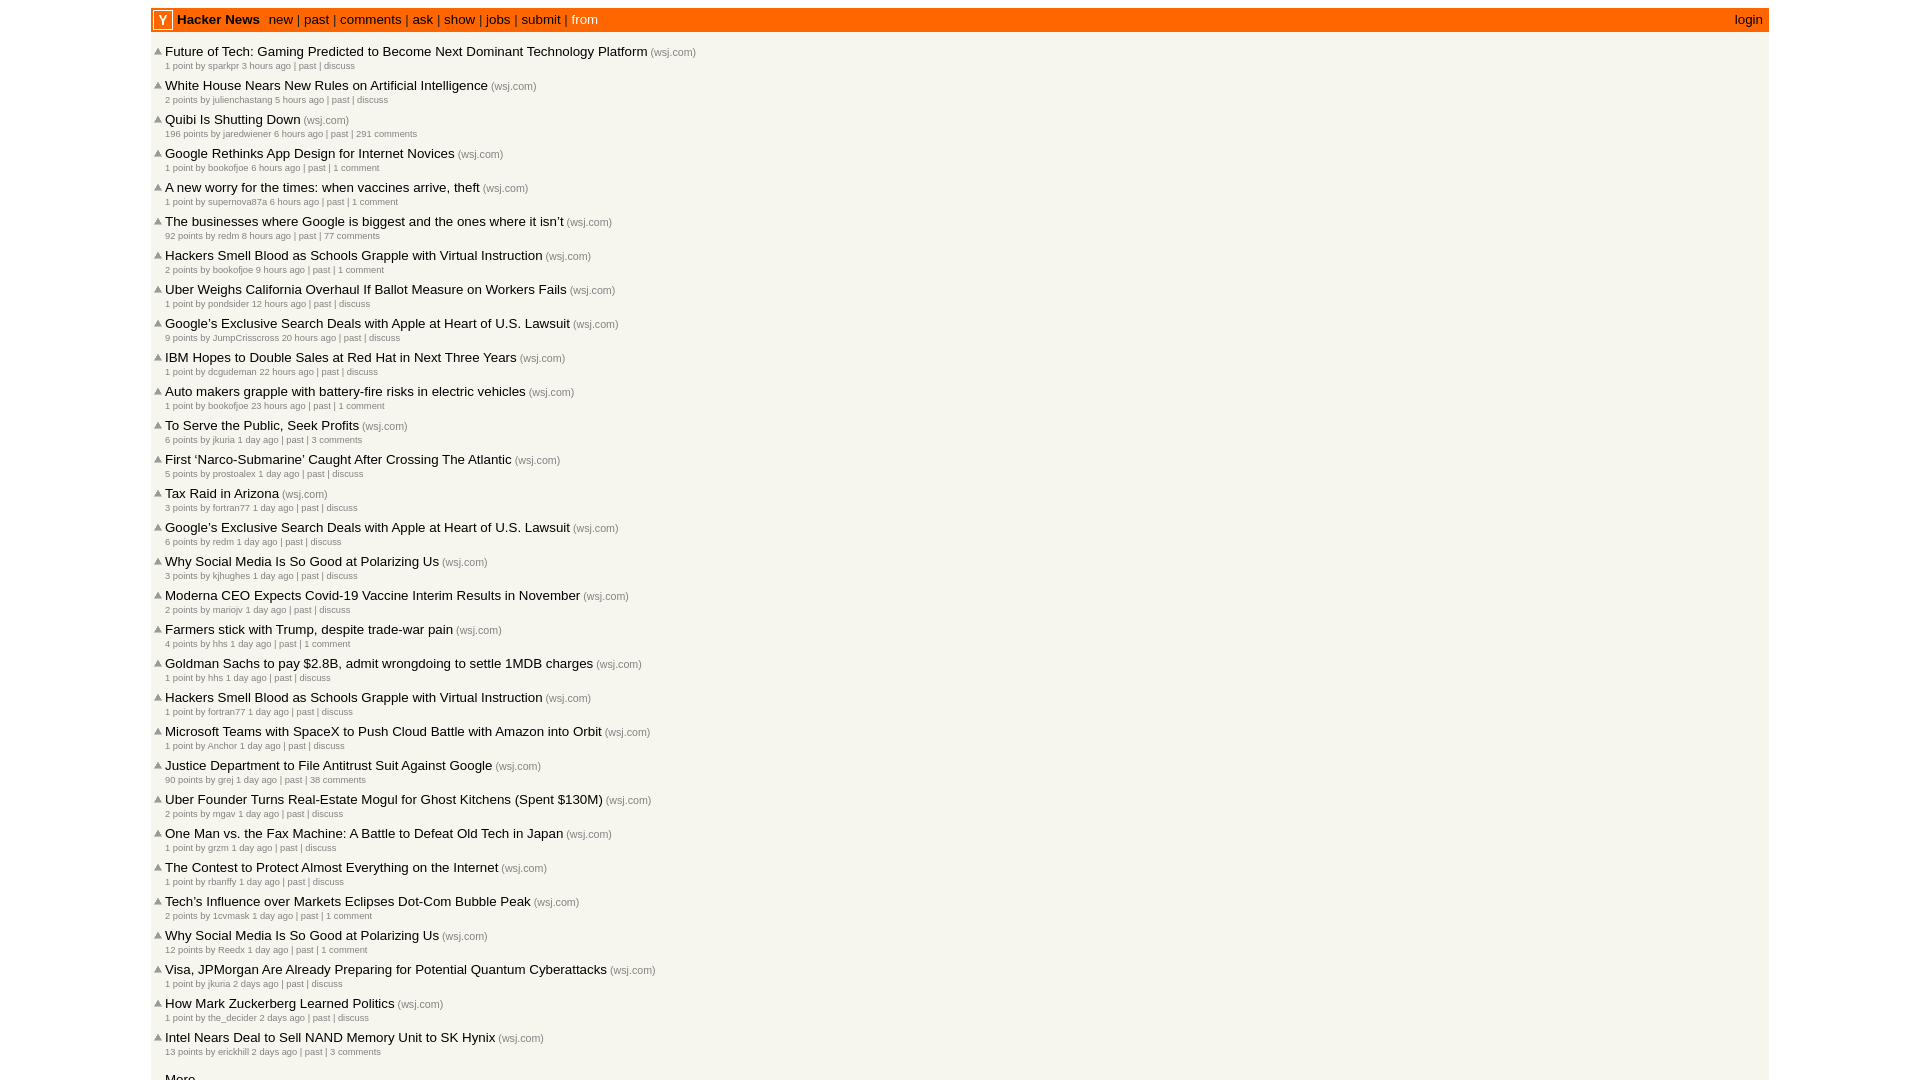 Y Hacker News new | past | comments | ask | show | jobs | submit | from login
Future of Tech: Gaming Predicted to Become Next Dominant Technology Platform (wsj.com)
1 point by sparkpr 3 hours ago | past | discuss
White House Nears New Rules on Artificial Intelligence (wsj.com)
2 points by julienchastang 5 hours ago | past | discuss
Quibi Is Shutting Down (wsj.com)
196 points by jaredwiener 6 hours ago | past | 291 comments
Google Rethinks App Design for Internet Novices (wsj.com)
1 point by bookofjoe 6 hours ago | past | 1 comment
A new worry for the times: when vaccines arrive, theft (wsj.com)
1 point by supernova87a 6 hours ago | past | 1 comment
The businesses where Google is biggest and the ones where it isn’t (wsj.com)
92 points by redm 8 hours ago | past | 77 comments
Hackers Smell Blood as Schools Grapple with Virtual Instruction (wsj.com)
2 points by bookofjoe 9 hours ago | past | 1 comment
Uber Weighs California Overhaul If Ballot Measure on Workers Fails (wsj.com)
1 point by pondsider 12 hours ago | past | discuss
Google’s Exclusive Search Deals with Apple at Heart of U.S. Lawsuit (wsj.com)
9 points by JumpCrisscross 20 hours ago | past | discuss
IBM Hopes to Double Sales at Red Hat in Next Three Years (wsj.com)
1 point by dcgudeman 22 hours ago | past | discuss
Auto makers grapple with battery-fire risks in electric vehicles (wsj.com)
1 point by bookofjoe 23 hours ago | past | 1 comment
To Serve the Public, Seek Profits (wsj.com)
6 points by jkuria 1 day ago | past | 3 comments
First ‘Narco-Submarine’ Caught After Crossing The Atlantic (wsj.com)
5 points by prostoalex 1 day ago | past | discuss
Tax Raid in Arizona (wsj.com)
3 points by fortran77 1 day ago | past | discuss
Google’s Exclusive Search Deals with Apple at Heart of U.S. Lawsuit (wsj.com)
6 points by redm 1 day ago | past | discuss
Why Social Media Is So Good at Polarizing Us (wsj.com)
3 points by kjhughes 1 day ago | past | discuss
Moderna CEO Expects Covid-19 Vaccine Interim Results in November (wsj.com)
2 points by mariojv 1 day ago | past | discuss
Farmers stick with Trump, despite trade-war pain (wsj.com)
4 points by hhs 1 day ago | past | 1 comment
Goldman Sachs to pay $2.8B, admit wrongdoing to settle 1MDB charges (wsj.com)
1 point by hhs 1 day ago | past | discuss
Hackers Smell Blood as Schools Grapple with Virtual Instruction (wsj.com)
1 point by fortran77 1 day ago | past | discuss
Microsoft Teams with SpaceX to Push Cloud Battle with Amazon into Orbit (wsj.com)
1 point by Anchor 1 day ago | past | discuss
Justice Department to File Antitrust Suit Against Google (wsj.com)
90 points by grej 1 day ago | past | 38 comments
Uber Founder Turns Real-Estate Mogul for Ghost Kitchens (Spent $130M) (wsj.com)
2 points by mgav 1 day ago | past | discuss
One Man vs. the Fax Machine: A Battle to Defeat Old Tech in Japan (wsj.com)
1 point by grzm 1 day ago | past | discuss
The Contest to Protect Almost Everything on the Internet (wsj.com)
1 point by rbanffy 1 day ago | past | discuss
Tech’s Influence over Markets Eclipses Dot-Com Bubble Peak (wsj.com)
2 points by 1cvmask 1 day ago | past | 1 comment
Why Social Media Is So Good at Polarizing Us (wsj.com)
12 points by Reedx 1 day ago | past | 1 comment
Visa, JPMorgan Are Already Preparing for Potential Quantum Cyberattacks (wsj.com)
1 point by jkuria 2 days ago | past | discuss
How Mark Zuckerberg Learned Politics (wsj.com)
1 point by the_decider 2 days ago | past | discuss
Intel Nears Deal to Sell NAND Memory Unit to SK Hynix (wsj.com)
13 points by erickhill 2 days ago | past | 3 comments
More